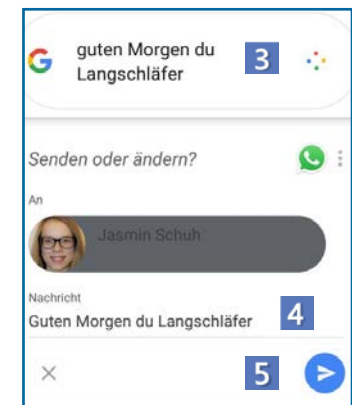 guten Morgen du
Langschläfer
3
Senden oder ändern?
An
Jasmin Schuh
Nachricht
Guten Morgen du Langschläfer
4
5